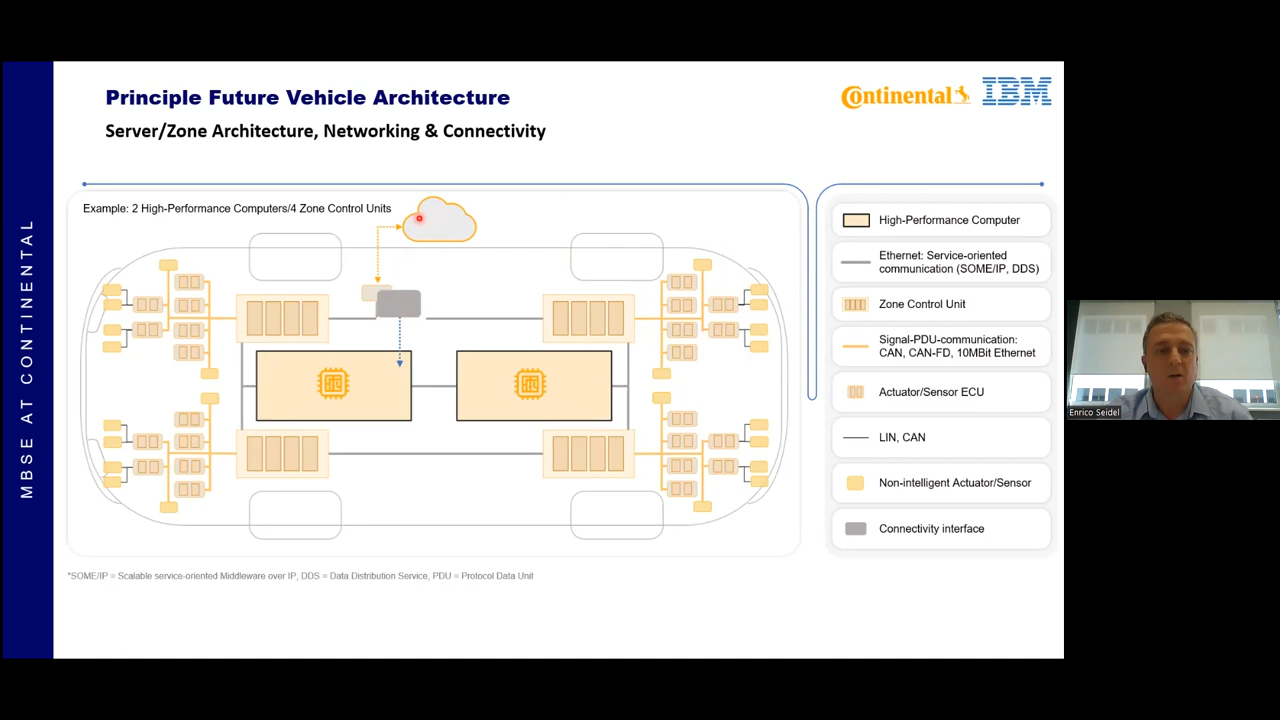 Principle Future Vehicle Architecture
Server/Zone Architecture, Networking & Connectivity
Continental
IBM
MBSE AT CONTINENTAL
Example: 2 High-Performance Computers/4 Zone Control Units
High-Performance Computer
Ethernet: Service-oriented
communication (SOME/IP, DDS)
Zone Control Unit
Signal-PDU-communication:
CAN, CAN-FD, 10MBit Ethernet
Actuator/Sensor ECU
LIN, CAN
Non-intelligent Actuator/Sensor
Connectivity interface
*SOME/IP = Scalable service-oriented Middleware over IP, DDS = Data Distribution Service, PDU = Protocol Data Unit
Enrico Seidel